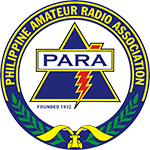 PHILIPPINE AMATEUR RADIO ASSOCIATION
PARA
FOUNDED 1932